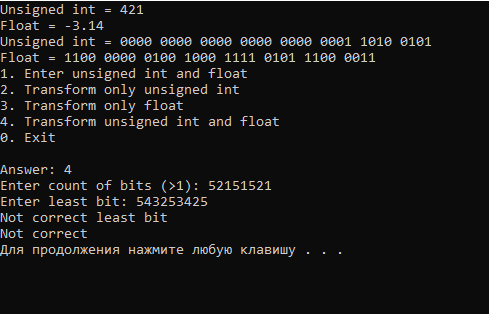 Unsigned int = 421
Float = -3.14
Unsigned int = 0000 0000 0000 0000 0000 0001 1010 0101
Float = 1100 0000 0100 1000 1111 0101 1100 0011
1. Enter unsigned int and float
2. Transform only unsigned int
3. Transform only float
4. Transform unsigned int and float
0. Exit
Answer: 4
Enter count of bits (>1): 52151521
Enter least bit: 543253425
Not correct least bit
Not correct
Для продолжения нажмите любую клавишу . . .